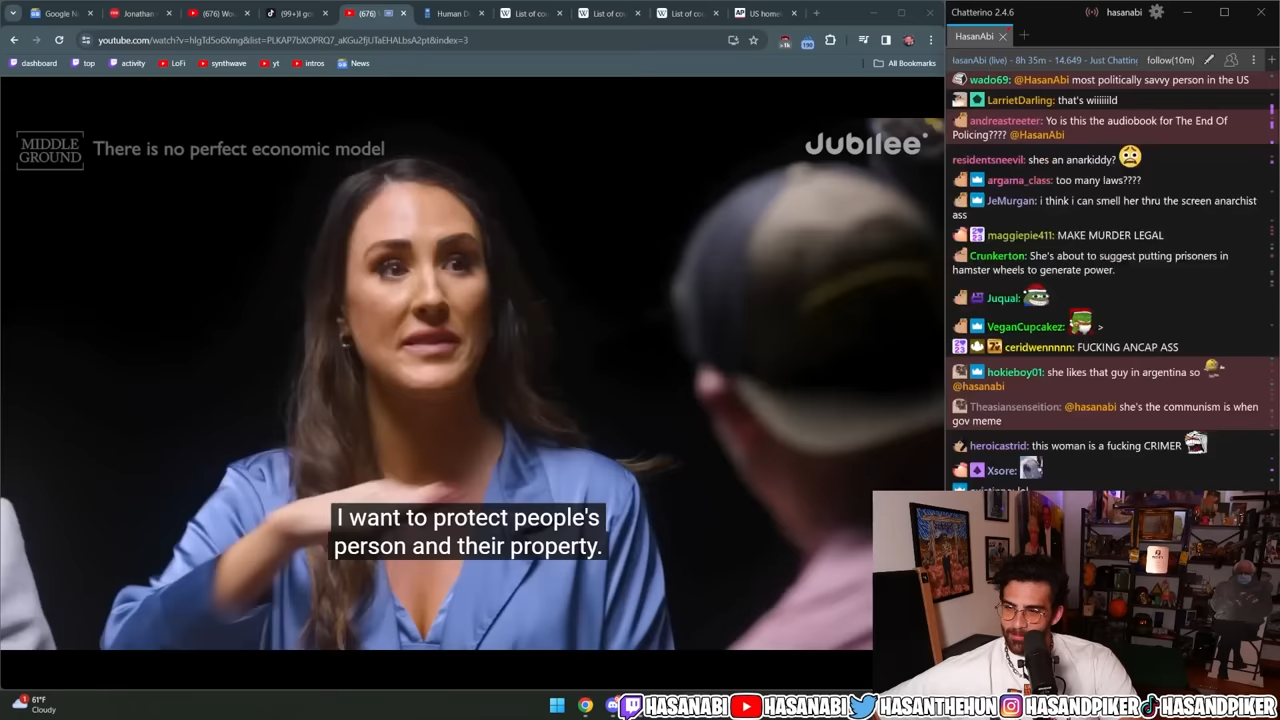 Google Ne
Jonathan
(676) Wo
(99+)I go
(676)
Human D
List of co
List of co
List of co
US home
youtube.com/watch?v=hlgTdSo6Xmg&list=PLKAP7bXOPRQ7_aKGu2fjUTaEHALbsA2pt&index=3
dashboard
top
activity
LoFi
synthwave
yt
intros
News
All Bookmarks
MIDDLE
GROUND
There is no perfect economic model
Jubilee
I want to protect people's
person and their property.
Chatterino 2.4.6
hasanabi
HasanAbi
HasanAbi (live) - 8h 35m - 14,649 - Just Chatting
follow(10m)
wado69: @HasanAbi most politically savvy person in the US
LarrietDarling: that's wiiiiiild
andreastreeter: Yo is this the audiobook for The End Of
Policing???? @HasanAbi
residentsneevil: shes an anarkiddy?
argama_class: too many laws????
JeMurgan: i think i can smell her thru the screen anarchist
ass
maggiepie411: MAKE MURDER LEGAL
Crunkerton: She's about to suggest putting prisoners in
hamster wheels to generate power.
Juqual:
VeganCupcakez: >
ceridwennnnn: FUCKING ANCAP ASS
hokieboy01: she likes that guy in argentina so
@hasanabi
Theasiansenseition: @hasanabi she's the communism is when
gov meme
heroicastrid: this woman is a fucking CRIMER
Xsore:
61°F
Cloudy
HASANABI
HASANABI
HASANTHEHUN
HASANDPIKER
HASANDPIKER